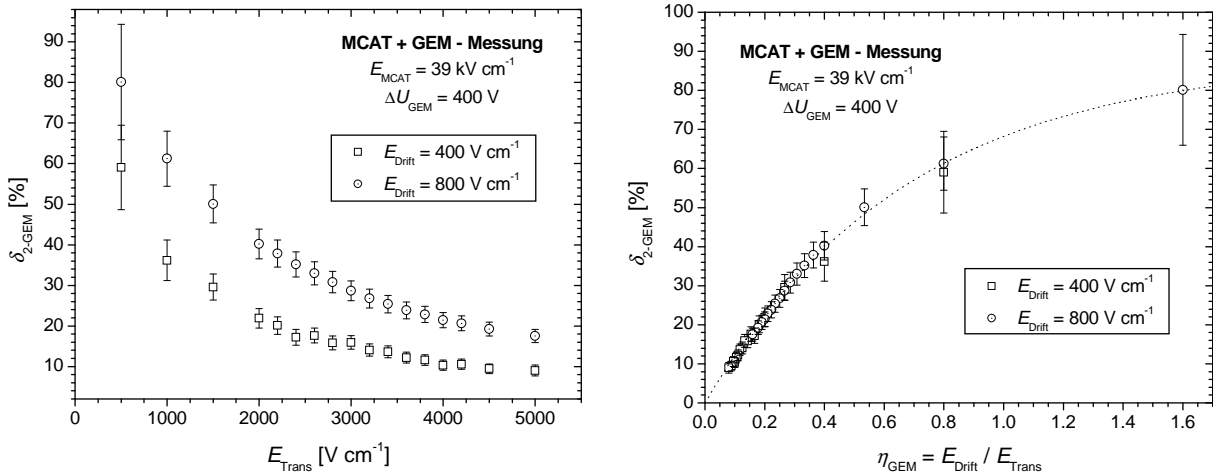 MCAT + GEM - Messung
E_MCAT = 39 kV cm⁻¹
ΔU_GEM = 400 V
E_Drift = 400 V cm⁻¹
E_Drift = 800 V cm⁻¹
δ_2-GEM [%]
90
80
70
60
50
40
30
20
10
0
0 1000 2000 3000 4000 5000
E_Trans [V cm⁻¹]
MCAT + GEM - Messung
E_MCAT = 39 kV cm⁻¹
ΔU_GEM = 400 V
E_Drift = 400 V cm⁻¹
E_Drift = 800 V cm⁻¹
δ_2-GEM [%]
100
90
80
70
60
50
40
30
20
10
0
0.0 0.2 0.4 0.6 0.8 1.0 1.2 1.4 1.6
η_GEM = E_Drift / E_Trans